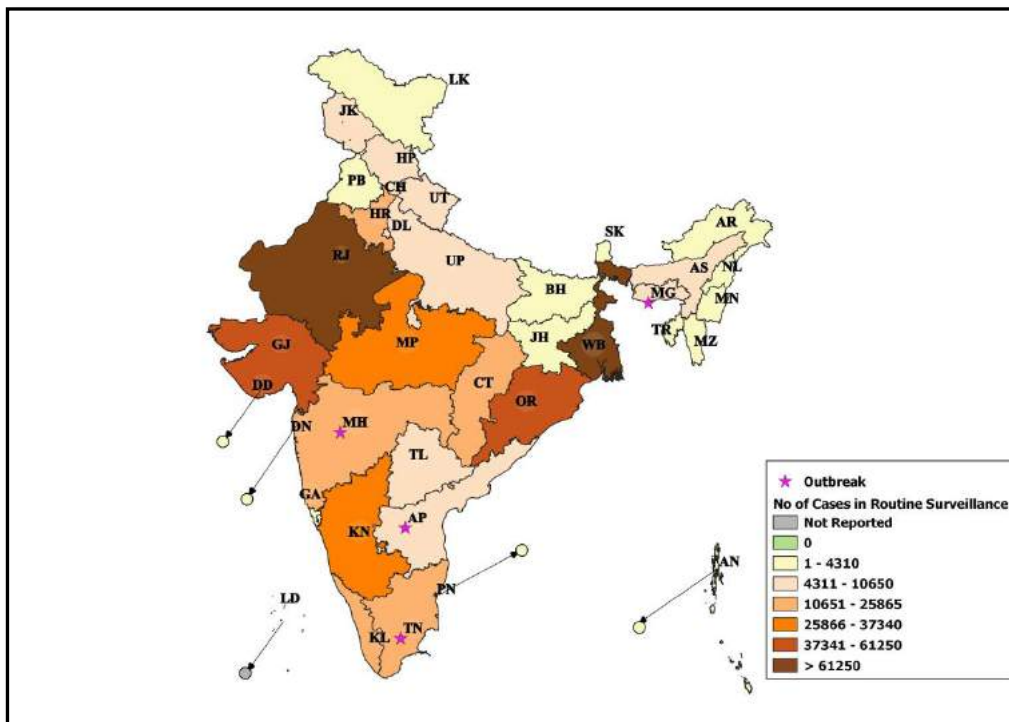 LK
JK
HP
PB
CH
UT
HR
DL
AR
SK
RJ
UP
AS
NL
BH
MG
MN
TR
MZ
GJ
MP
JH
WB
DD
CT
OR
DN
MH
TL
GA
AP
KN
AN
PN
LD
KL
TN
Outbreak
No of Cases in Routine Surveillance
Not Reported
0
1 - 4310
4311 - 10650
10651 - 25865
25866 - 37340
37341 - 61250
> 61250